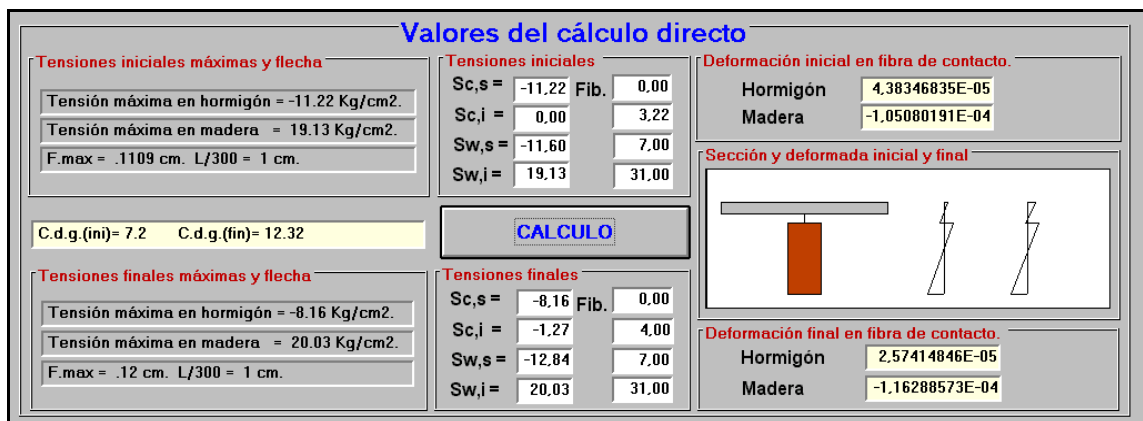 Valores del cálculo directo
Tensiones iniciales máximas y flecha
Tensión máxima en hormigón = -11.22 Kg/cm2.
Tensión máxima en madera = 19.13 Kg/cm2.
F.max = .1109 cm. L/300 = 1 cm.
C.d.g.(ini)= 7.2 C.d.g.(fin)= 12.32
Tensiones finales máximas y flecha
Tensión máxima en hormigón = -8.16 Kg/cm2.
Tensión máxima en madera = 20.03 Kg/cm2.
F.max = .12 cm. L/300 = 1 cm.
Tensiones iniciales
Sc,s = -11,22 Fib. 0,00
Sc,i = 0,00 3,22
Sw,s = -11,60 7,00
Sw,i = 19,13 31,00
CALCULO
Tensiones finales
Sc,s = -8,16 Fib. 0,00
Sc,i = -1,27 4,00
Sw,s = -12,84 7,00
Sw,i = 20,03 31,00
Deformación inicial en fibra de contacto.
Hormigón 4,38346835E-05
Madera -1,05080191E-04
Sección y deformada inicial y final
Deformación final en fibra de contacto.
Hormigón 2,57414846E-05
Madera -1,16288573E-04